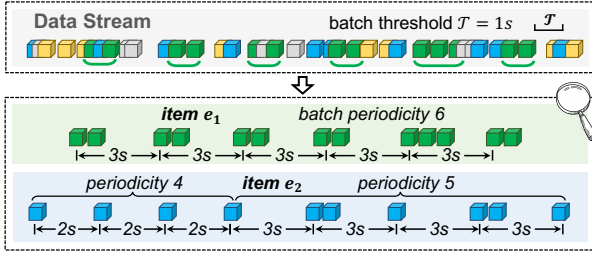 Data Stream
batch threshold 𝒯 = 1s
𝒯
item e₁ batch periodicity 6
3s 3s 3s 3s 3s
periodicity 4 item e₂ periodicity 5
2s 2s 2s 3s 3s 3s 3s